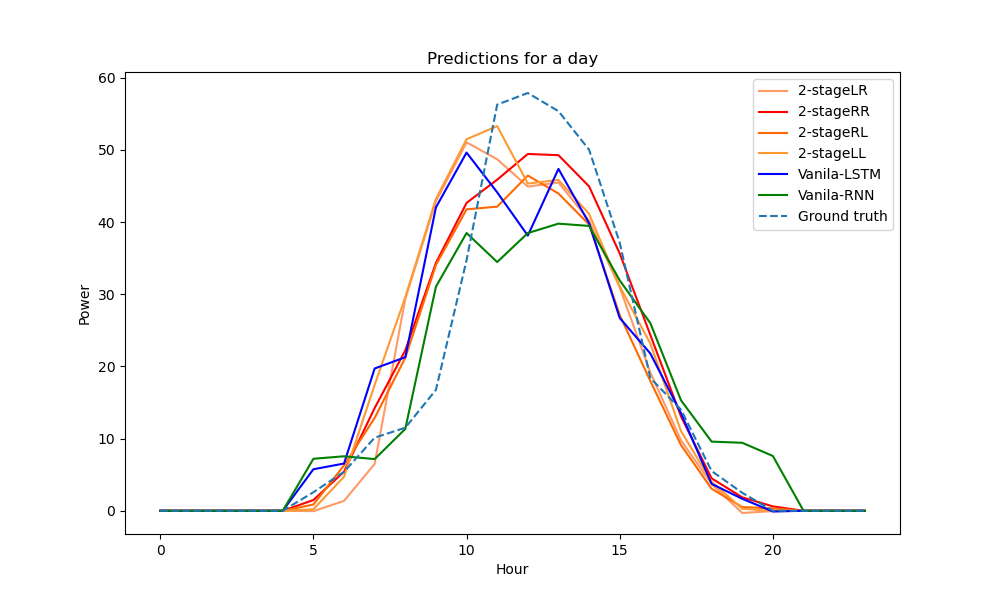 Predictions for a day
60
50
40
30
20
10
0
Power
0 5 10 15 20
Hour
2-stageLR
2-stageRR
2-stageRL
2-stageLL
Vanila-LSTM
Vanila-RNN
Ground truth